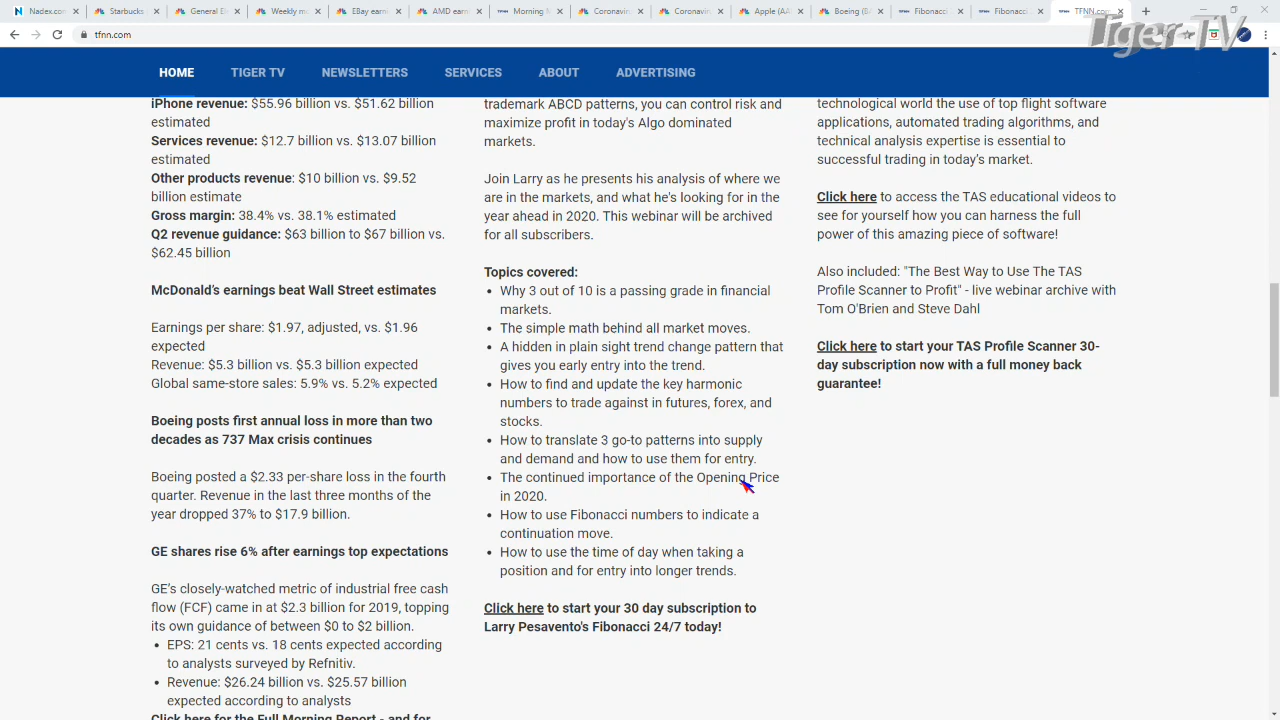 Nadex.com
Starbucks
General El
Weekly mo
EBay earni
AMD earni
Morning M
Coronavir
Coronavir
Apple (AA
Boeing (B
Fibonacci
Fibonacci
TFNN.com
Tiger-TV
tfnn.com
HOME
TIGER TV
NEWSLETTERS
SERVICES
ABOUT
ADVERTISING
iPhone revenue: $55.96 billion vs. $51.62 billion
estimated
Services revenue: $12.7 billion vs. $13.07 billion
estimated
Other products revenue: $10 billion vs. $9.52
billion estimate
Gross margin: 38.4% vs. 38.1% estimated
Q2 revenue guidance: $63 billion to $67 billion vs.
$62.45 billion
McDonald's earnings beat Wall Street estimates
Earnings per share: $1.97, adjusted, vs. $1.96
expected
Revenue: $5.3 billion vs. $5.3 billion expected
Global same-store sales: 5.9% vs. 5.2% expected
Boeing posts first annual loss in more than two
decades as 737 Max crisis continues
Boeing posted a $2.33 per-share loss in the fourth
quarter. Revenue in the last three months of the
year dropped 37% to $17.9 billion.
GE shares rise 6% after earnings top expectations
GE's closely-watched metric of industrial free cash
flow (FCF) came in at $2.3 billion for 2019, topping
its own guidance of between $0 to $2 billion.
• EPS: 21 cents vs. 18 cents expected according
to analysts surveyed by Refnitiv.
• Revenue: $26.24 billion vs. $25.57 billion
expected according to analysts
Click here for the Full Morning Report - and for
trademark ABCD patterns, you can control risk and
maximize profit in today's Algo dominated
markets.
Join Larry as he presents his analysis of where we
are in the markets, and what he's looking for in the
year ahead in 2020. This webinar will be archived
for all subscribers.
Topics covered:
• Why 3 out of 10 is a passing grade in financial
markets.
• The simple math behind all market moves.
• A hidden in plain sight trend change pattern that
gives you early entry into the trend.
• How to find and update the key harmonic
numbers to trade against in futures, forex, and
stocks.
• How to translate 3 go-to patterns into supply
and demand and how to use them for entry.
• The continued importance of the Opening Price
in 2020.
• How to use Fibonacci numbers to indicate a
continuation move.
• How to use the time of day when taking a
position and for entry into longer trends.
Click here to start your 30 day subscription to
Larry Pesavento's Fibonacci 24/7 today!
technological world the use of top flight software
applications, automated trading algorithms, and
technical analysis expertise is essential to
successful trading in today's market.
Click here to access the TAS educational videos to
see for yourself how you can harness the full
power of this amazing piece of software!
Also included: "The Best Way to Use The TAS
Profile Scanner to Profit" - live webinar archive with
Tom O'Brien and Steve Dahl
Click here to start your TAS Profile Scanner 30-
day subscription now with a full money back
guarantee!